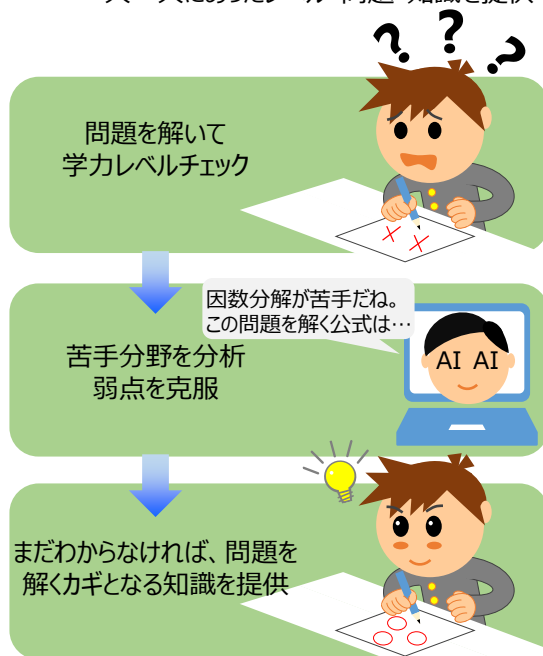 ? ? ?
問題を解いて
学力レベルチェック
因数分解が苦手だね。
この問題を解く公式は…
AI AI
苦手分野を分析
弱点を克服
まだわからなければ、問題を
解くカギとなる知識を提供